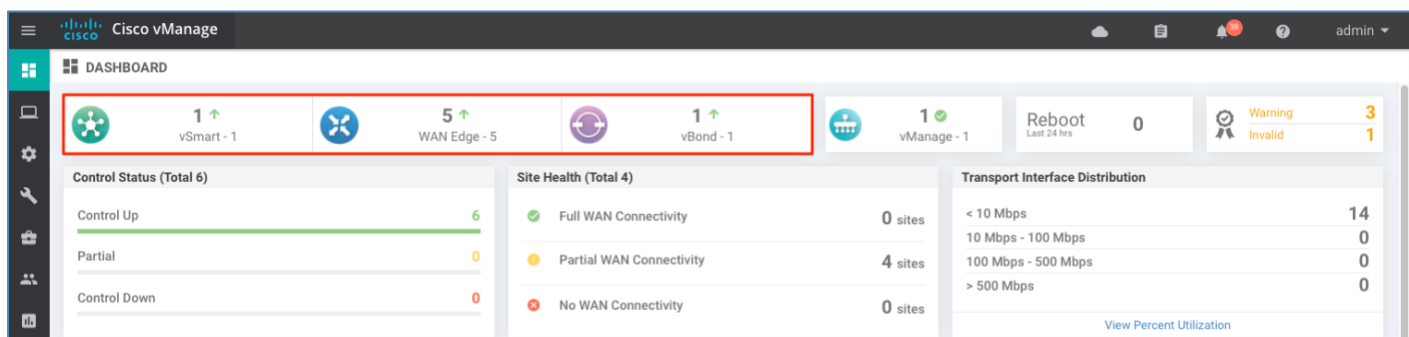 CISCO Cisco vManage 38 admin
DASHBOARD
1 vSmart - 1
5 WAN Edge - 5
1 vBond - 1
1 vManage - 1
Reboot Last 24 hrs 0
Warning 3
Invalid 1
Control Status (Total 6)
Control Up 6
Partial 0
Control Down 0
Site Health (Total 4)
Full WAN Connectivity 0 sites
Partial WAN Connectivity 4 sites
No WAN Connectivity 0 sites
Transport Interface Distribution
< 10 Mbps 14
10 Mbps - 100 Mbps 0
100 Mbps - 500 Mbps 0
> 500 Mbps 0
View Percent Utilization